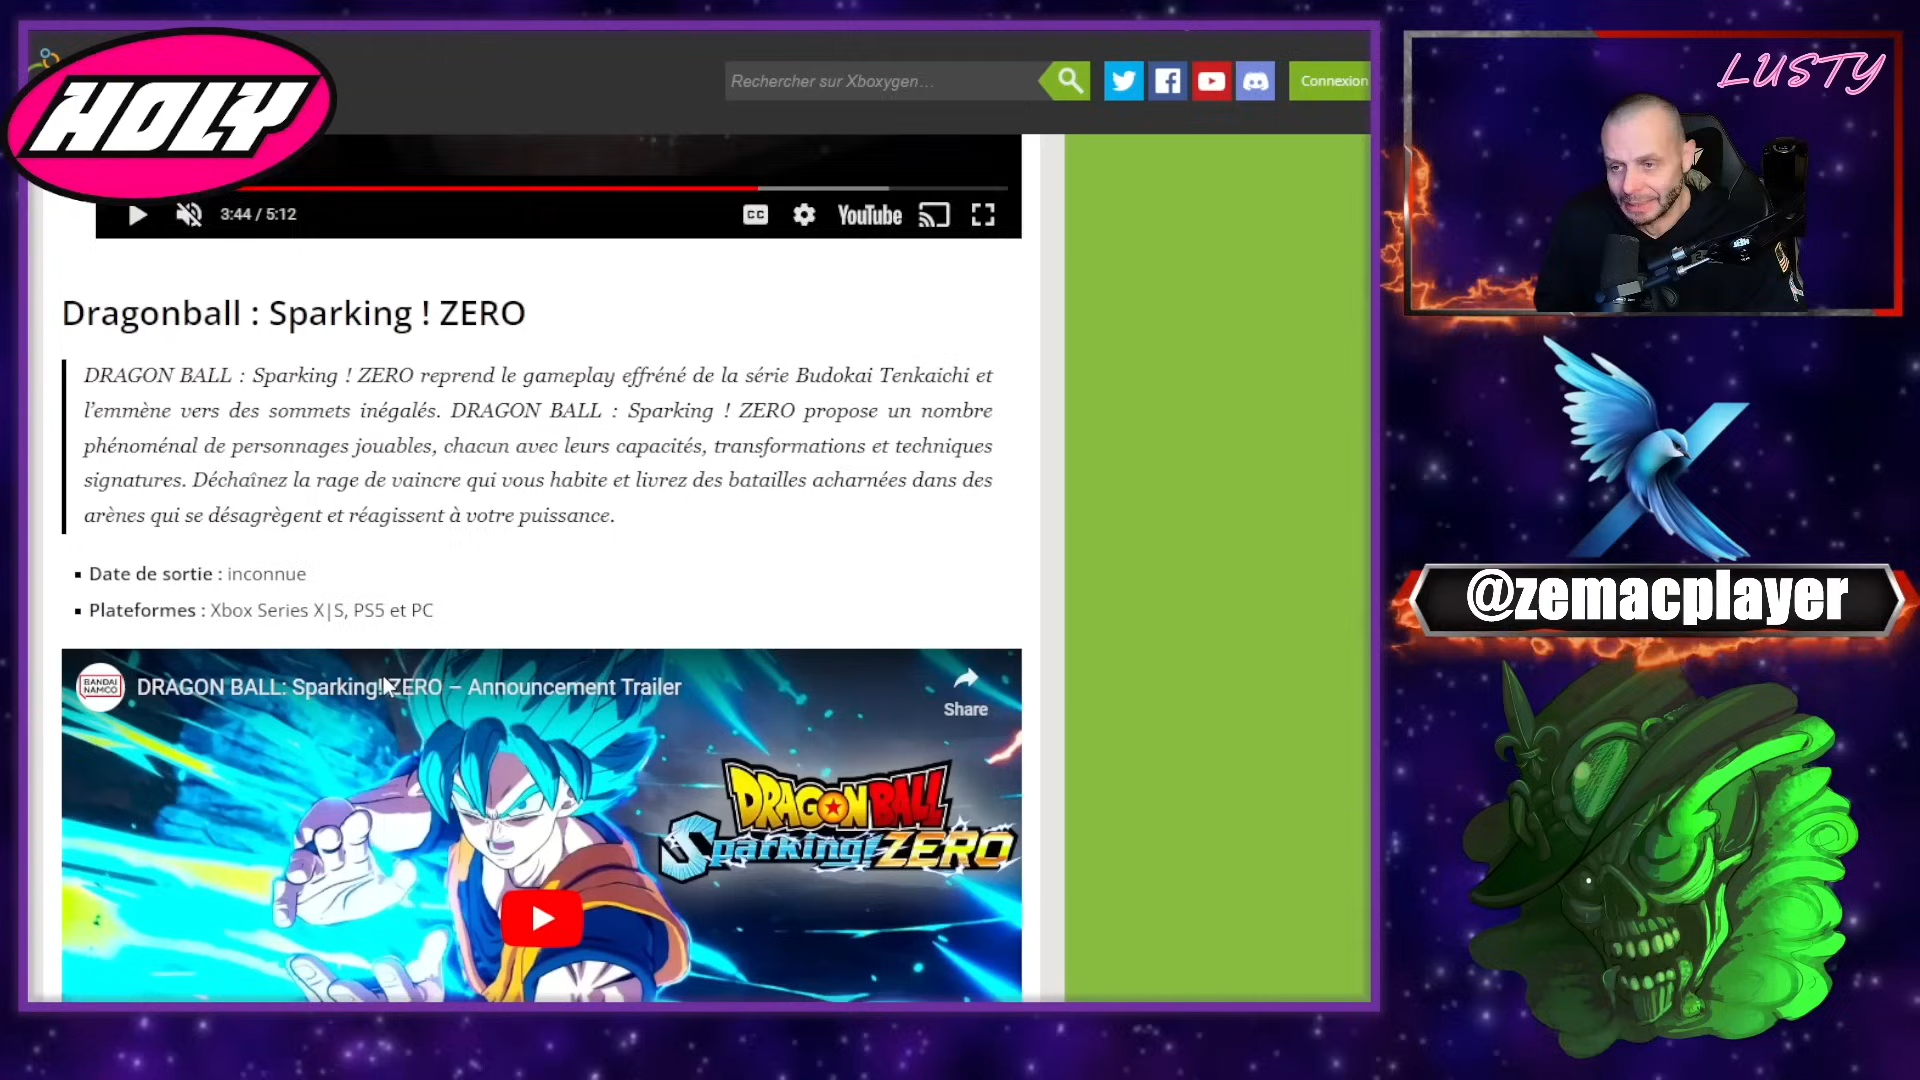 HOLY
Rechercher sur Xboxygen...
Connexion
LUSTY
3:44 / 5:12
CC
YouTube
Dragonball : Sparking ! ZERO
DRAGON BALL : Sparking ! ZERO reprend le gameplay effréné de la série Budokai Tenkaichi et
l'emmène vers des sommets inégalés. DRAGON BALL : Sparking ! ZERO propose un nombre
phénoménal de personnages jouables, chacun avec leurs capacités, transformations et techniques
signatures. Déchaînez la rage de vaincre qui vous habite et livrez des batailles acharnées dans des
arènes qui se désagrègent et réagissent à votre puissance.
▪ Date de sortie : inconnue
▪ Plateformes : Xbox Series X|S, PS5 et PC
@zemacplayer
BANDAI
NAMCO
DRAGON BALL: Sparking! ZERO – Announcement Trailer
Share
DRAGON BALL
Sparking! ZERO